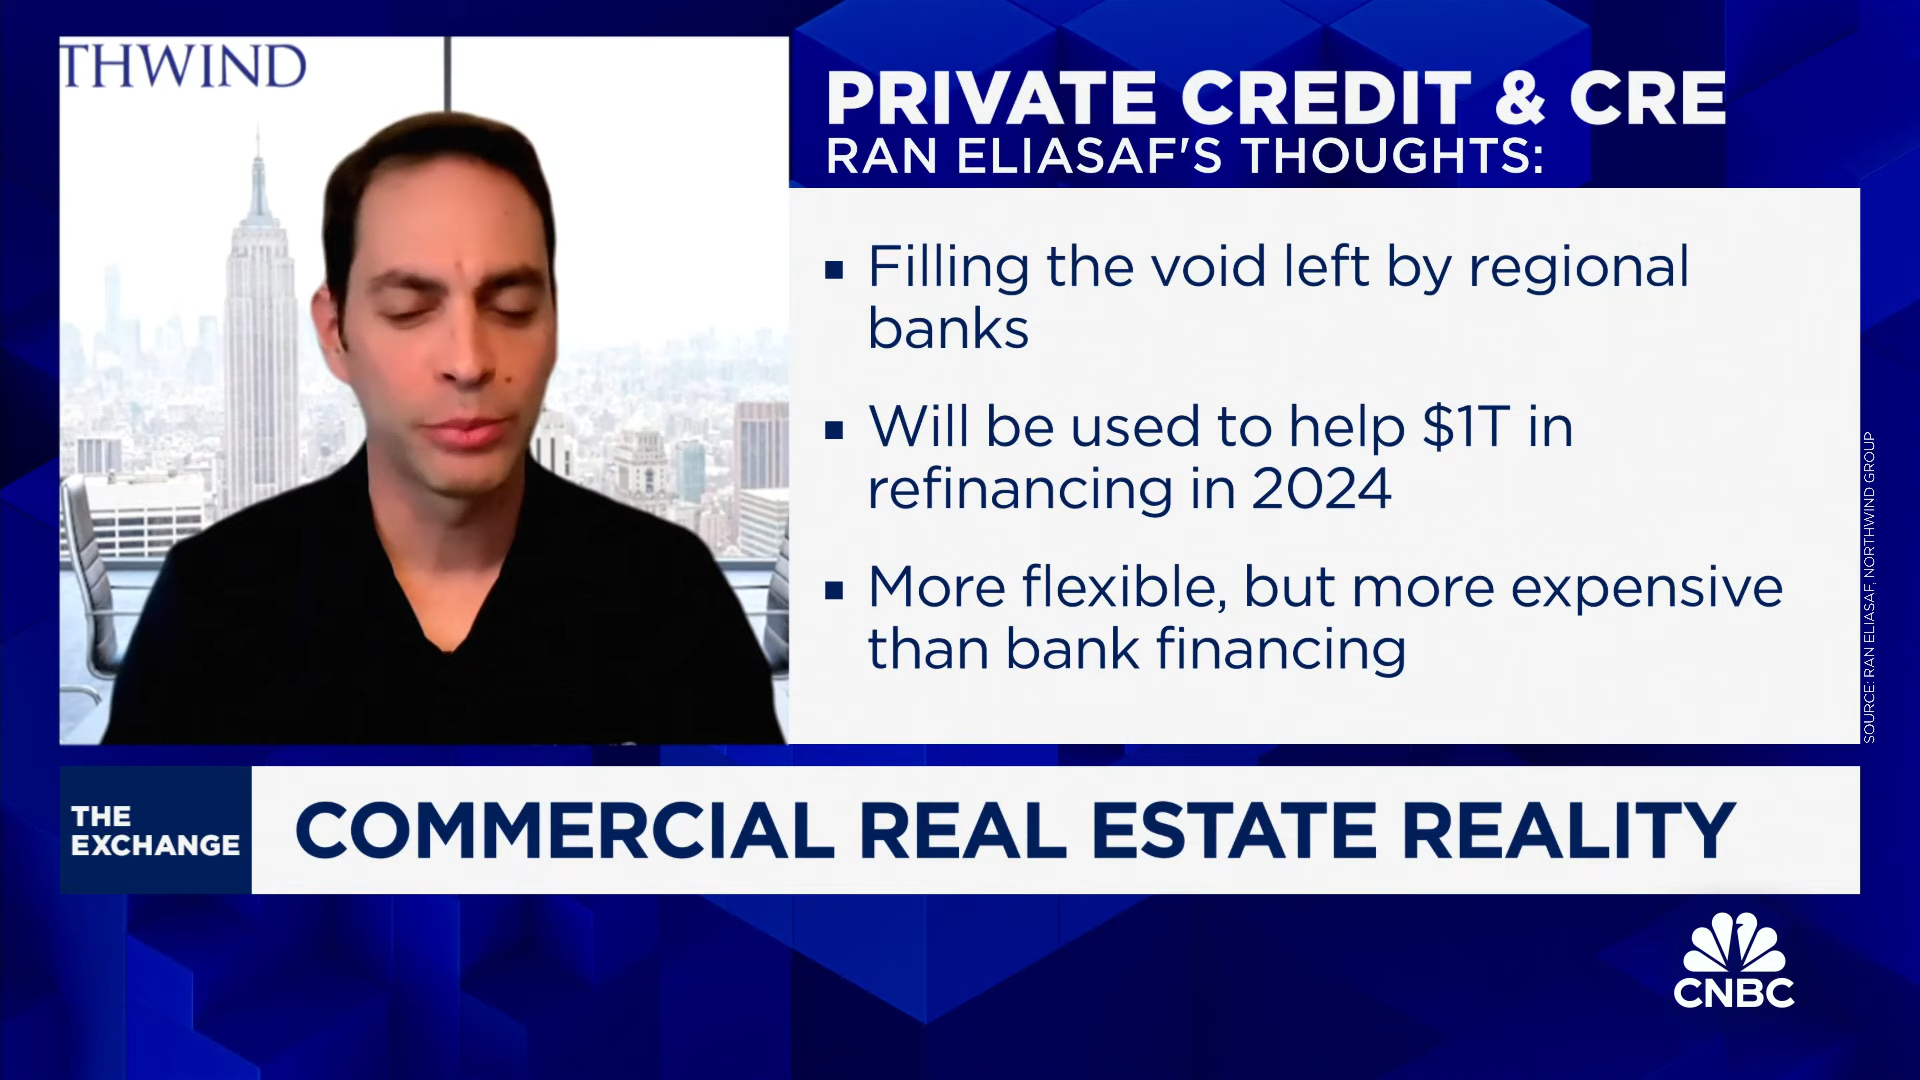 THWIND
PRIVATE CREDIT & CRE
RAN ELIASAF'S THOUGHTS:
▪ Filling the void left by regional
banks
▪ Will be used to help $1T in
refinancing in 2024
▪ More flexible, but more expensive
than bank financing
SOURCE: RAN ELIASAF, NORTHWIND GROUP
THE
EXCHANGE
COMMERCIAL REAL ESTATE REALITY
CNBC